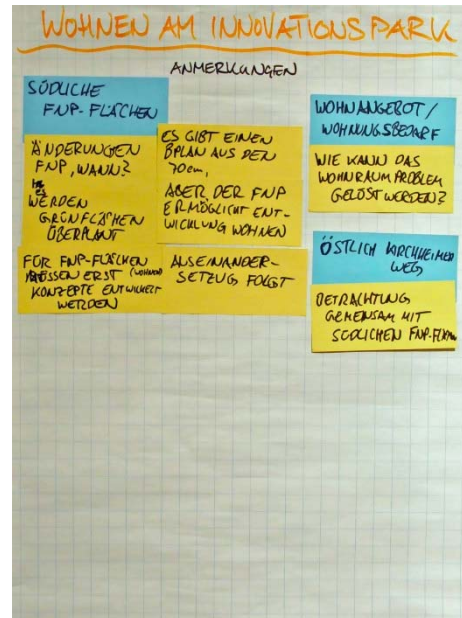 WOHNEN AM INNOVATIONSPARK
ANMERKUNGEN
SÜDLICHE
FNP-FLÄCHEN
ÄNDERUNGEN
FNP, WANN?
ES
WERDEN
GRÜNFLÄCHEN
ÜBERPLANT
FÜR FNP-FLÄCHEN
MÜSSEN ERST (WOHNEN)
KONZEPTE ENTWICKELT
WERDEN
ES GIBT EINEN
BPLAN AUS DEN
70ern,
ABER DER FNP
ERMÖGLICHT ENT-
WICKLUNG WOHNEN
AUSEINANDER-
SETZUG FOLGT
WOHNANGEBOT/
WOHNUNGSBEDARF
WIE KANN DAS
WOHNRAUMPROBLEM
GELÖST WERDEN?
ÖSTLICH KIRCHHEIMER
WEG
BETRACHTUNG
GEMEINSAM MIT
SÜDLICHEN FNP-FLÄCHEN